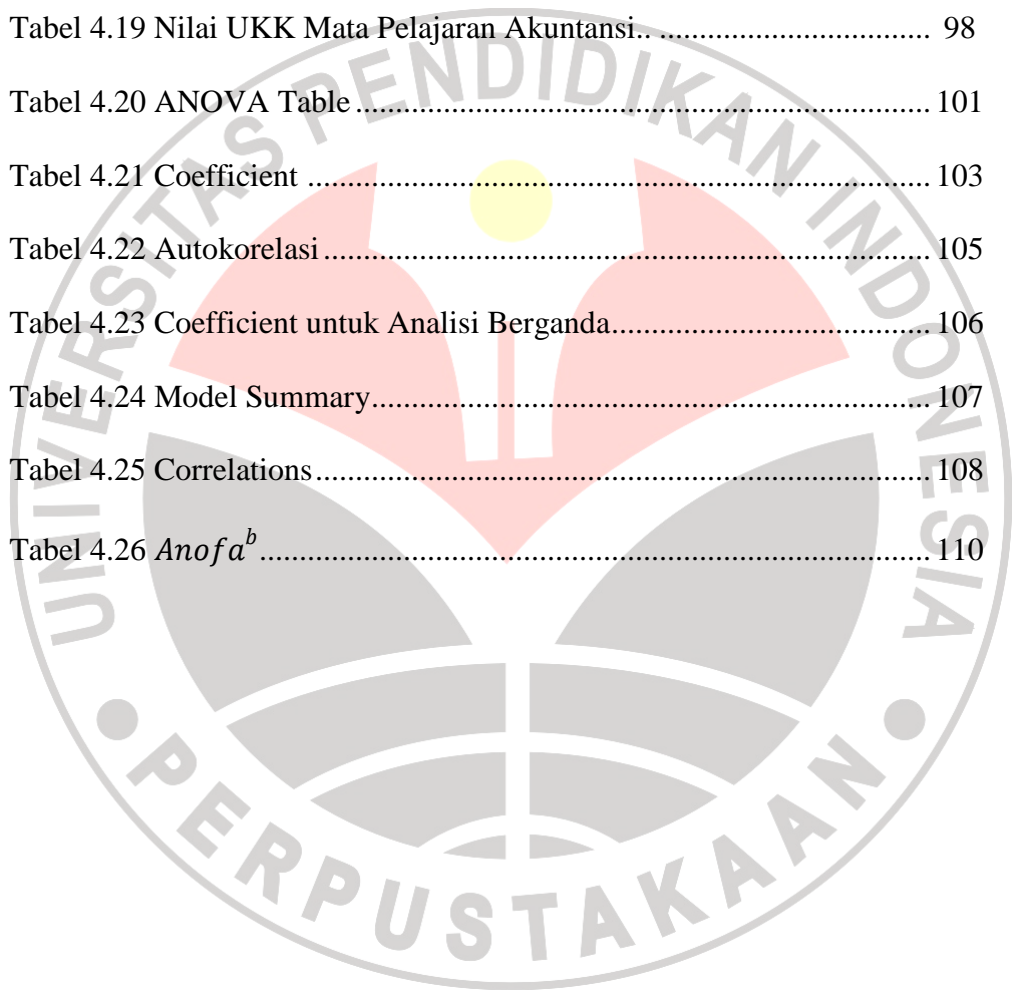 Tabel 4.19 Nilai UKK Mata Pelajaran Akuntansi.. ................................. 98
Tabel 4.20 ANOVA Table ........................................................................ 101
Tabel 4.21 Coefficient ............................................................................... 103
Tabel 4.22 Autokorelasi ............................................................................. 105
Tabel 4.23 Coefficient untuk Analisi Berganda ........................................ 106
Tabel 4.24 Model Summary ...................................................................... 107
Tabel 4.25 Correlations .............................................................................. 108
Tabel 4.26 Anofa^b ..................................................................................... 110
UNIVERSITAS PENDIDIKAN INDONESIA
PERPUSTAKAAN